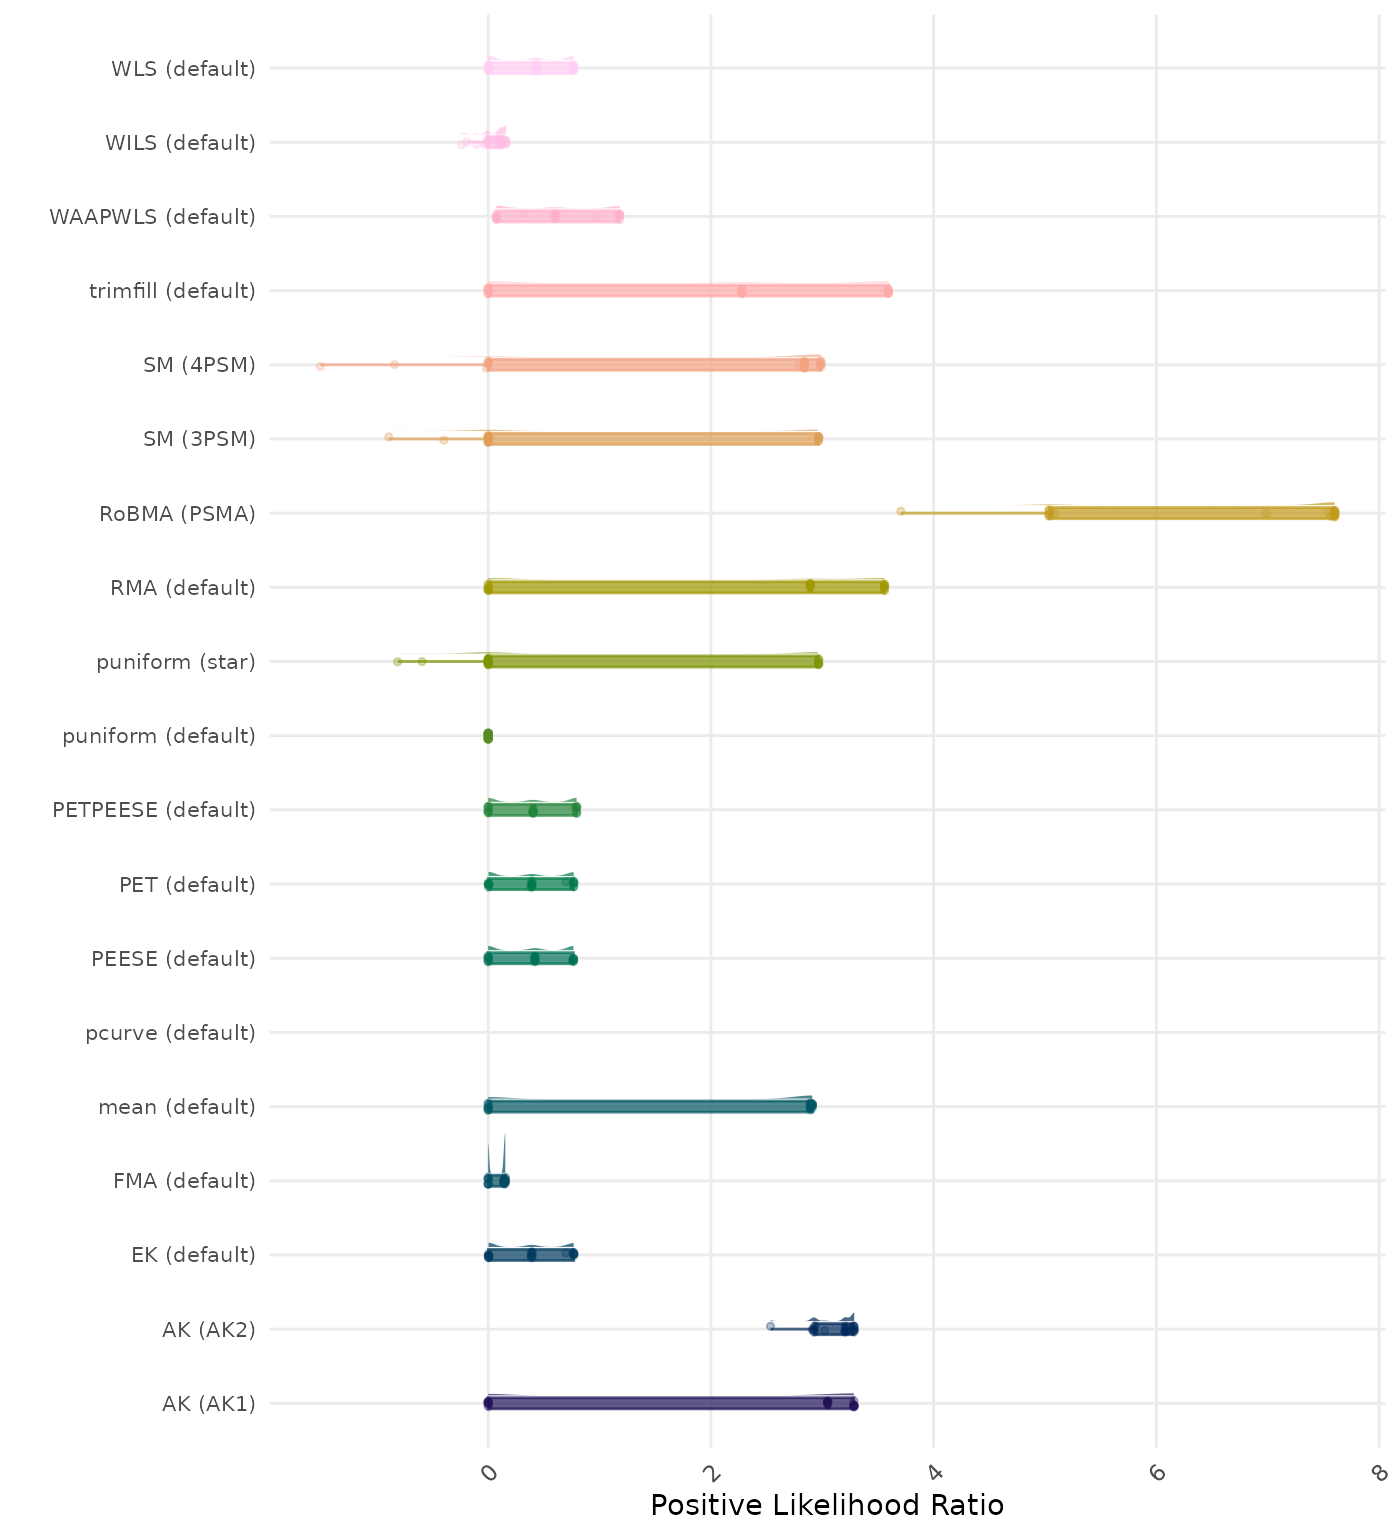 WLS (default)
WILS (default)
WAAPWLS (default)
trimfill (default)
SM (4PSM)
SM (3PSM)
RoBMA (PSMA)
RMA (default)
puniform (star)
puniform (default)
PETPEESE (default)
PET (default)
PEESE (default)
pcurve (default)
mean (default)
FMA (default)
EK (default)
AK (AK2)
AK (AK1)
0 2 4 6 8
Positive Likelihood Ratio